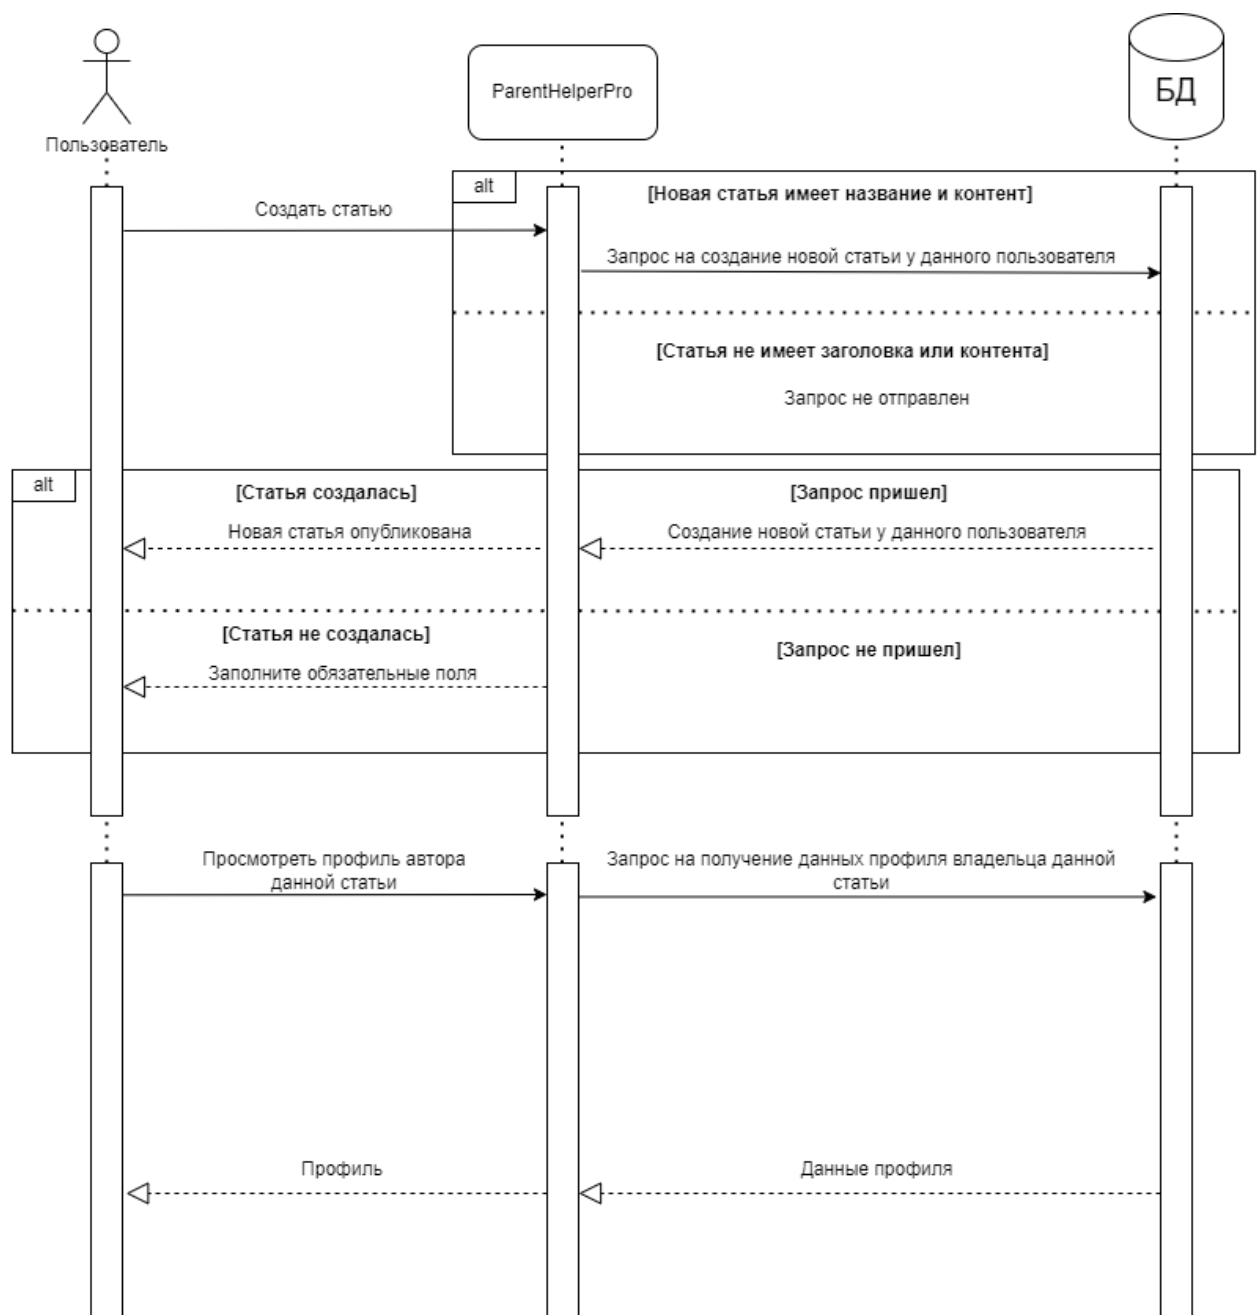 Пользователь
ParentHelperPro
БД
alt
[Новая статья имеет название и контент]
Создать статью
Запрос на создание новой статьи у данного пользователя
[Статья не имеет заголовка или контента]
Запрос не отправлен
alt
[Статья создалась]
[Запрос пришел]
Новая статья опубликована
Создание новой статьи у данного пользователя
[Статья не создалась]
[Запрос не пришел]
Заполните обязательные поля
Просмотреть профиль автора
данной статьи
Запрос на получение данных профиля владельца данной
статьи
Профиль
Данные профиля